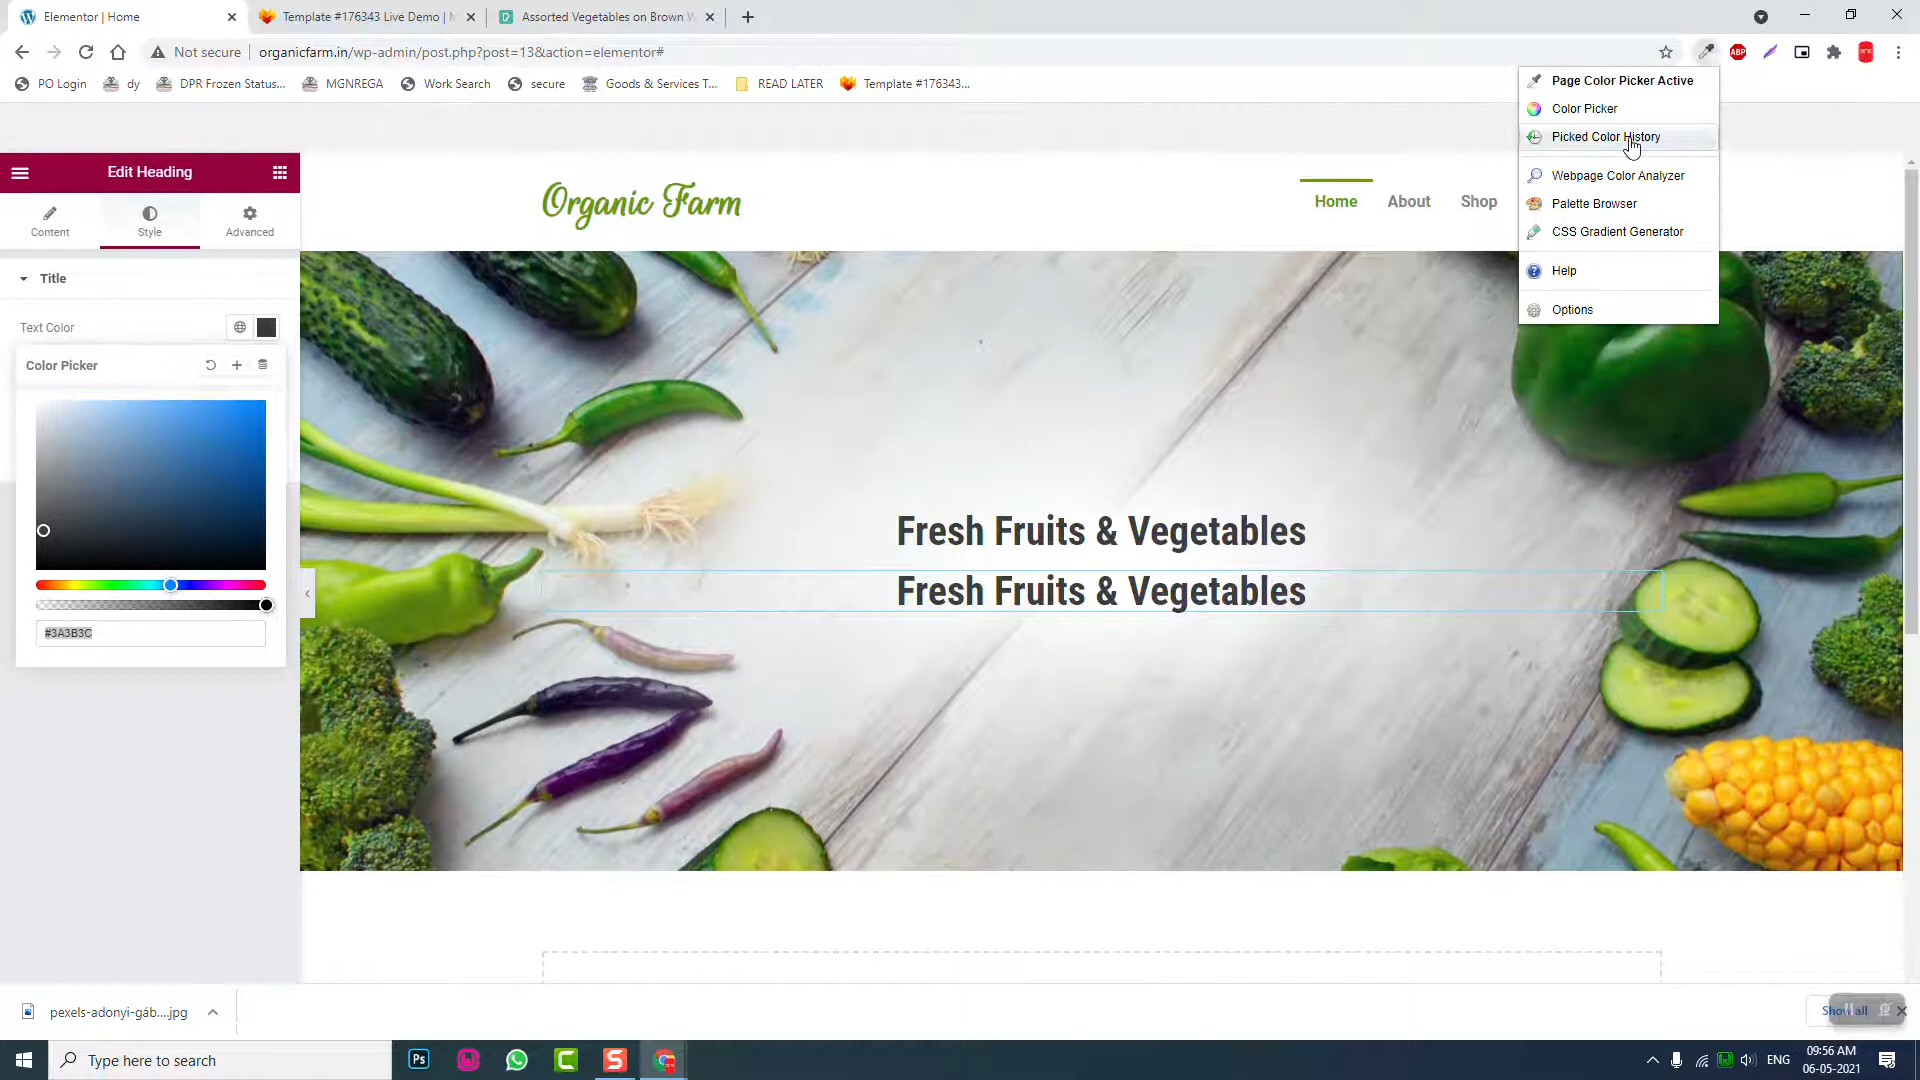 Elementor | Home
Template #176343 Live Demo |
Assorted Vegetables on Brown
Not secure
organicfarm.in/wp-admin/post.php?post=13&action=elementor#
ABP
PO Login
dy
DPR Frozen Status...
MGNREGA
Work Search
secure
Goods & Services T...
READ LATER
Template #176343...
Page Color Picker Active
Color Picker
Picked Color History
Webpage Color Analyzer
Palette Browser
CSS Gradient Generator
Help
Options
Edit Heading
Content
Style
Advanced
Title
Text Color
Color Picker
#3A3B3C
Organic Farm
Home
About
Shop
Fresh Fruits & Vegetables
Fresh Fruits & Vegetables
pexels-adonyi-gáb....jpg
Show all
Type here to search
Ps
ENG
09:56 AM
06-05-2021